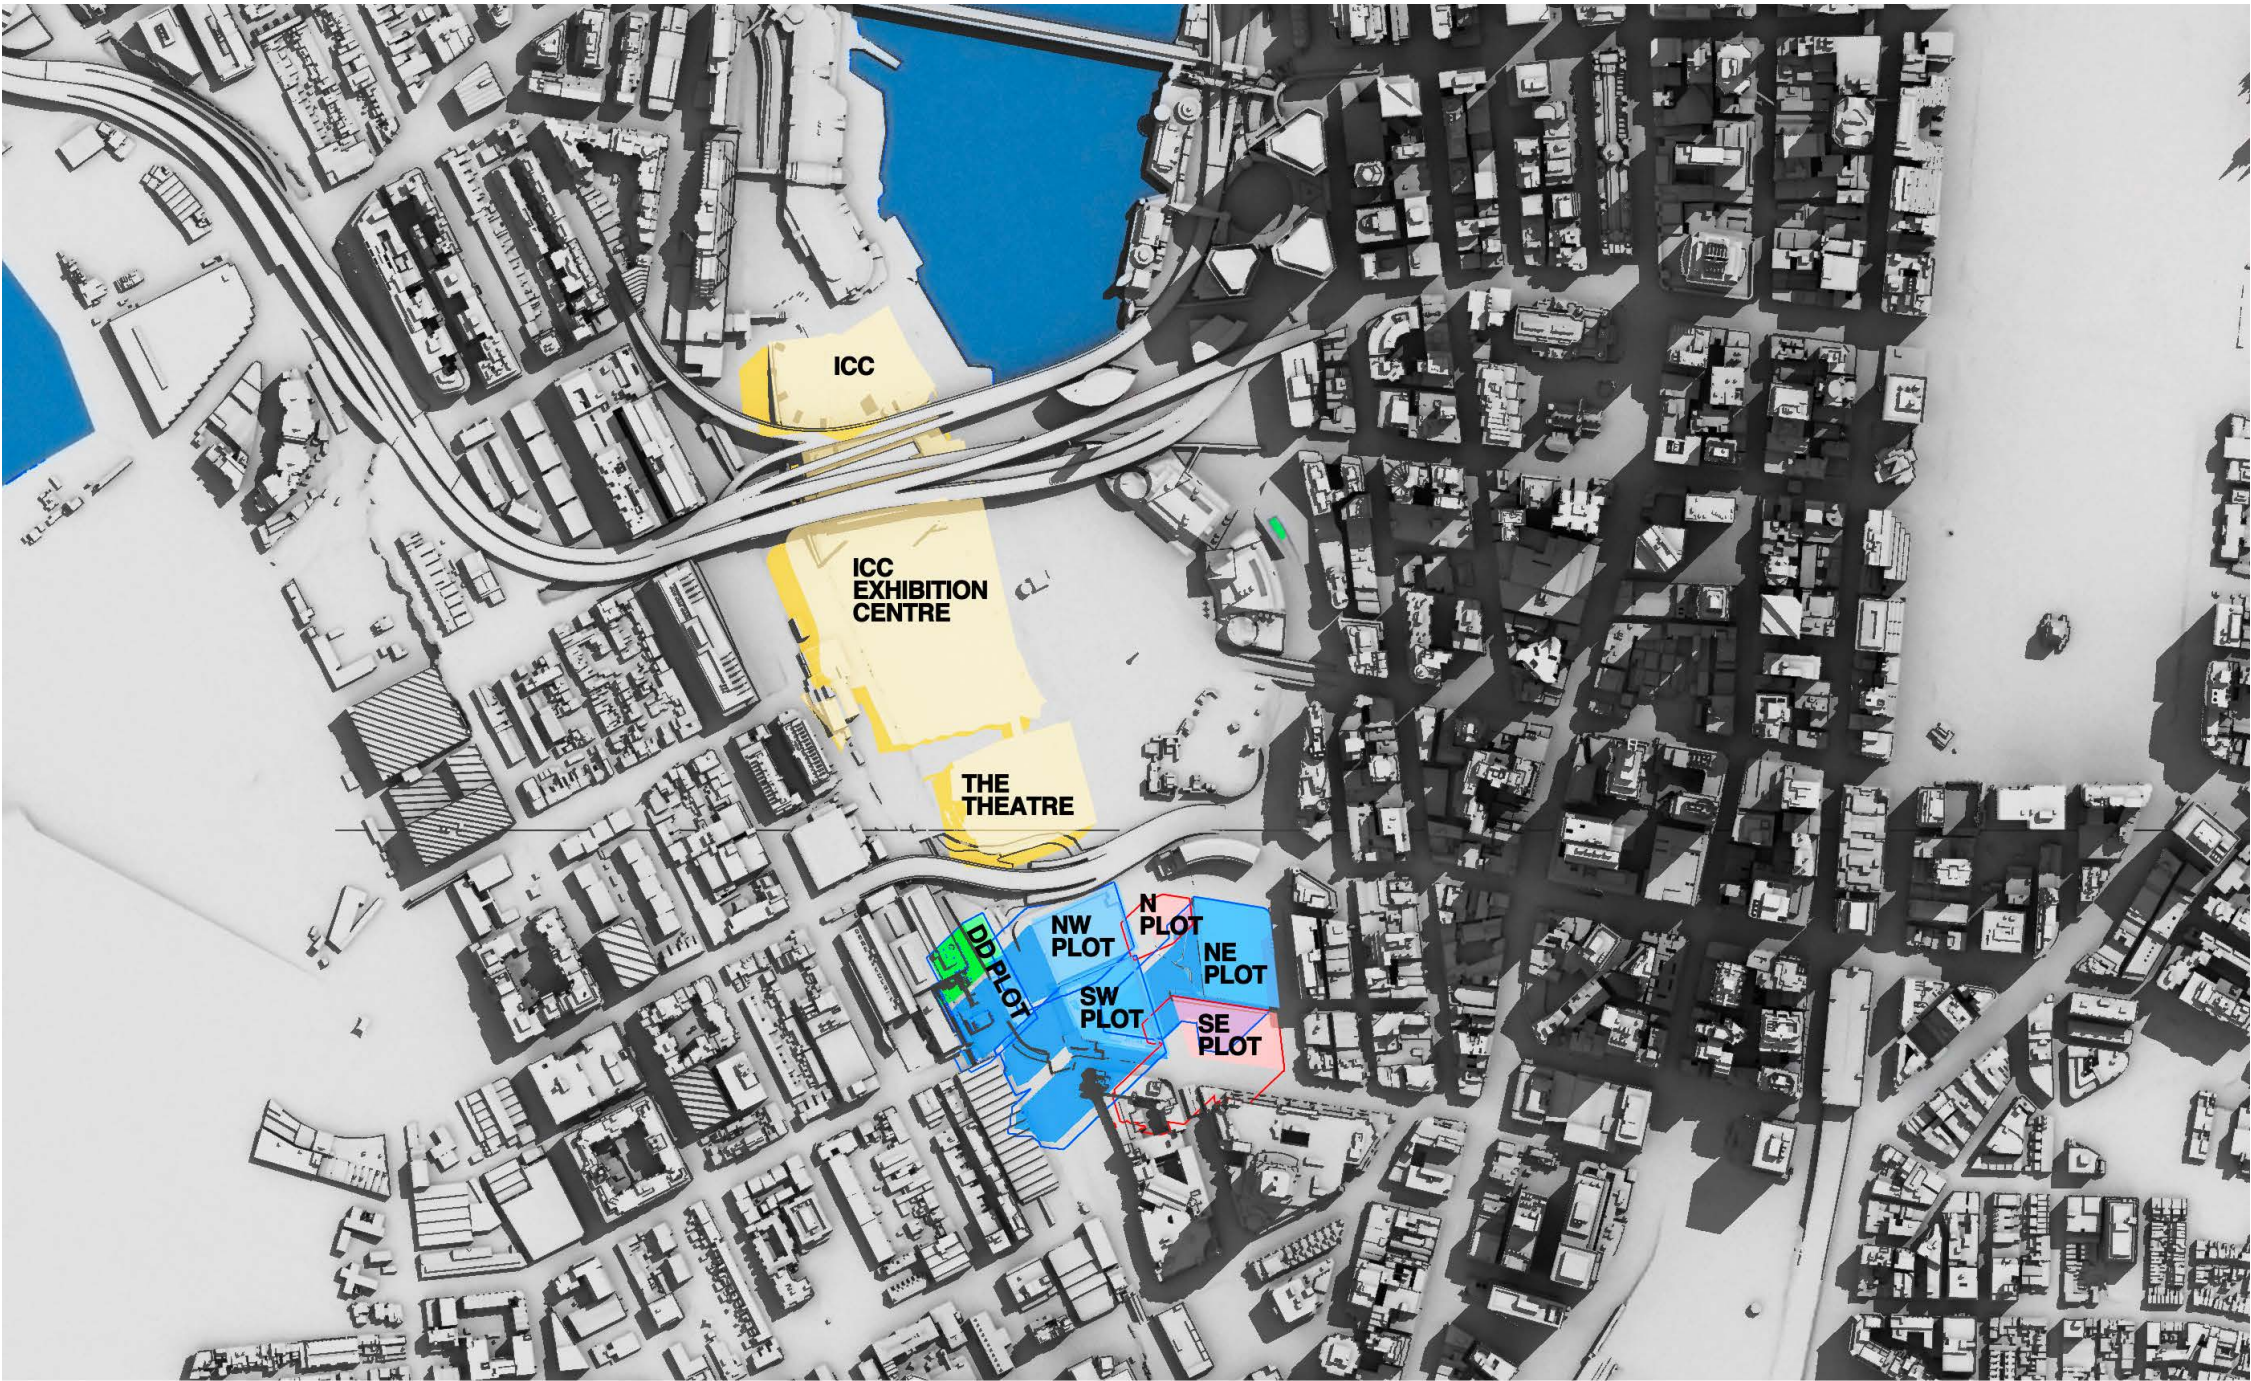 ICC
ICC
EXHIBITION
CENTRE
THE
THEATRE
DD PLOT
NW
PLOT
N
PLOT
NE
PLOT
SW
PLOT
SE
PLOT